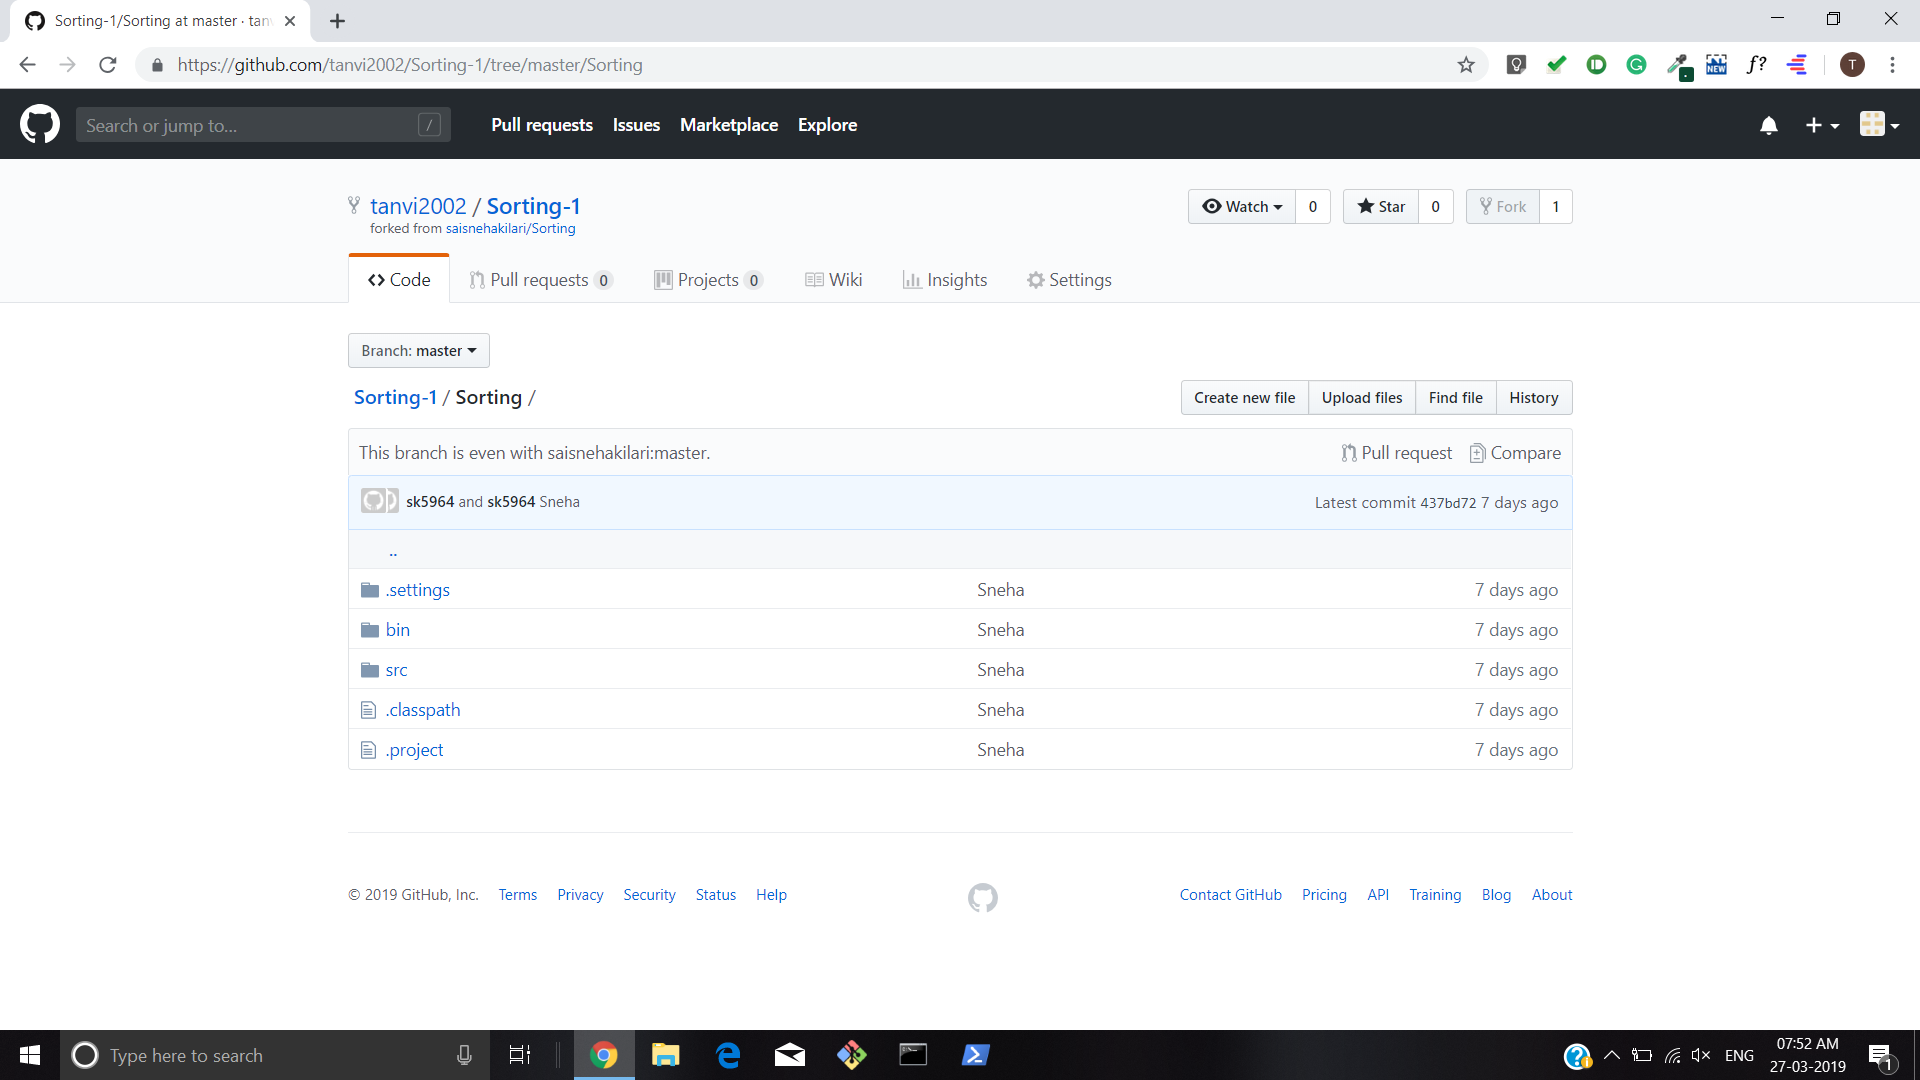 Sorting-1/Sorting at master · tan
https://github.com/tanvi2002/Sorting-1/tree/master/Sorting
NEW
f?
T
Search or jump to...
/
Pull requests
Issues
Marketplace
Explore
tanvi2002 / Sorting-1
forked from saisnehakilari/Sorting
Watch
0
Star
0
Fork
1
Code
Pull requests 0
Projects 0
Wiki
Insights
Settings
Branch: master
Sorting-1 / Sorting /
Create new file
Upload files
Find file
History
This branch is even with saisnehakilari:master.
Pull request
Compare
sk5964 and sk5964 Sneha
Latest commit 437bd72 7 days ago
..
.settings Sneha 7 days ago
bin Sneha 7 days ago
src Sneha 7 days ago
.classpath Sneha 7 days ago
.project Sneha 7 days ago
© 2019 GitHub, Inc.
Terms
Privacy
Security
Status
Help
Contact GitHub
Pricing
API
Training
Blog
About
Type here to search
ENG
07:52 AM
27-03-2019
1